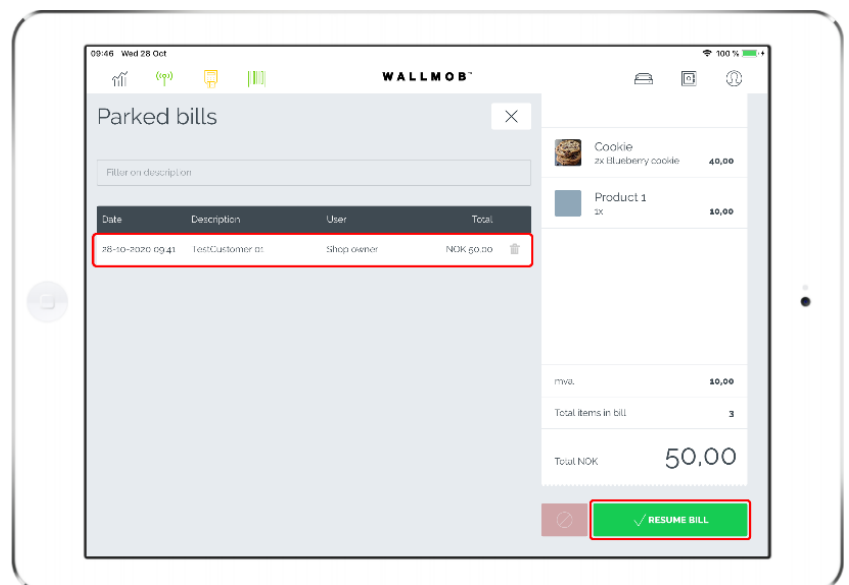 09:46 Wed 28 Oct
100 %
WALLMOB
Parked bills
Filter on description
Date Description User Total
28-10-2020 09:41 TestCustomer 01 Shop owner NOK 50,00
Cookie
2x Blueberry cookie 40,00
Product 1
1x 10,00
mva. 10,00
Total items in bill 3
Total NOK 50,00
RESUME BILL